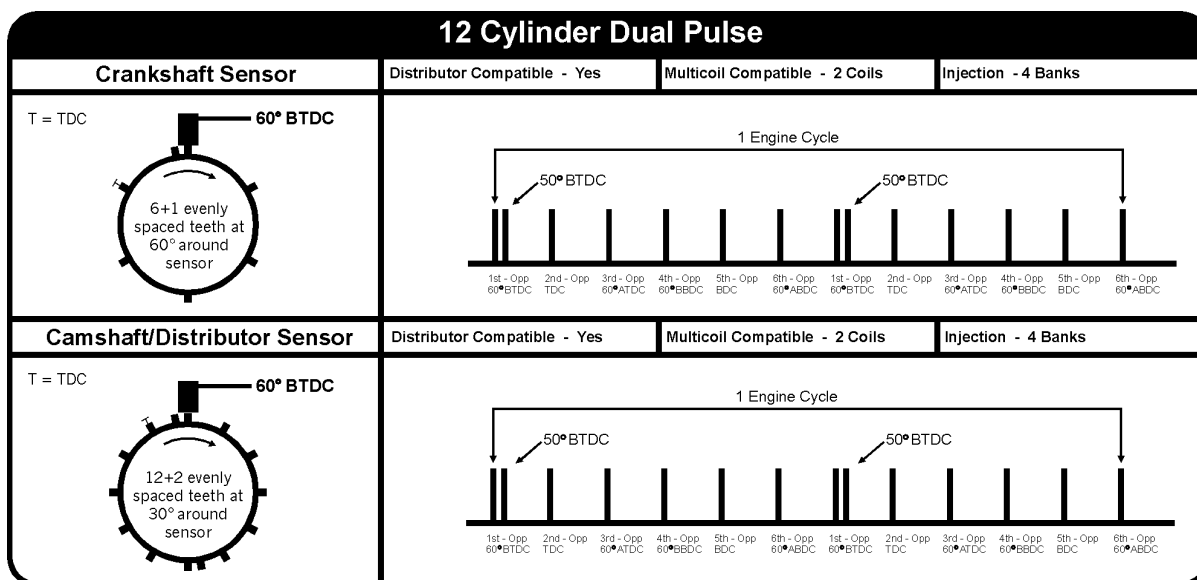 12 Cylinder Dual Pulse
Crankshaft Sensor
Distributor Compatible - Yes
Multicoil Compatible - 2 Coils
Injection - 4 Banks
T = TDC
60° BTDC
T
6+1 evenly
spaced teeth at
60° around
sensor
1 Engine Cycle
50° BTDC
50° BTDC
1st - Opp
60° BTDC
2nd - Opp
TDC
3rd - Opp
60° ATDC
4th - Opp
60° BBDC
5th - Opp
BDC
6th - Opp
60° ABDC
1st - Opp
60° BTDC
2nd - Opp
TDC
3rd - Opp
60° ATDC
4th - Opp
60° BBDC
5th - Opp
BDC
6th - Opp
60° ABDC
Camshaft/Distributor Sensor
Distributor Compatible - Yes
Multicoil Compatible - 2 Coils
Injection - 4 Banks
T = TDC
60° BTDC
T
12+2 evenly
spaced teeth at
30° around
sensor
1 Engine Cycle
50° BTDC
50° BTDC
1st - Opp
60° BTDC
2nd - Opp
TDC
3rd - Opp
60° ATDC
4th - Opp
60° BBDC
5th - Opp
BDC
6th - Opp
60° ABDC
1st - Opp
60° BTDC
2nd - Opp
TDC
3rd - Opp
60° ATDC
4th - Opp
60° BBDC
5th - Opp
BDC
6th - Opp
60° ABDC